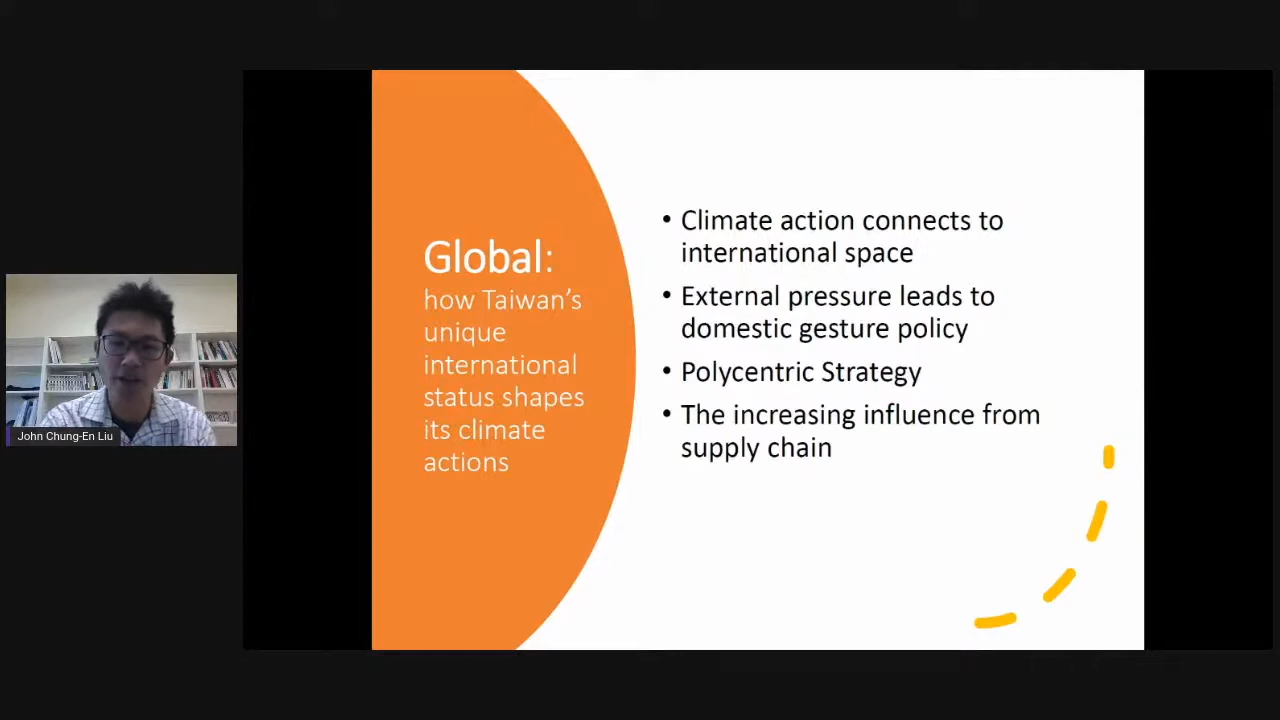 Global:
how Taiwan’s
unique
international
status shapes
its climate
actions
• Climate action connects to
international space
• External pressure leads to
domestic gesture policy
• Polycentric Strategy
• The increasing influence from
supply chain
John Chung-En Liu